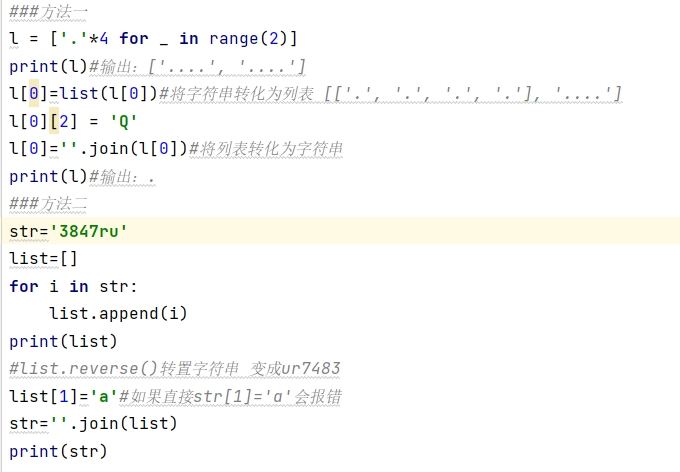 ###方法一
l = ['.'*4 for _ in range(2)]
print(l)#输出：['....', '....']
l[0]=list(l[0])#将字符串转化为列表 [['.', '.', '.', '.'], '....']
l[0][2] = 'Q'
l[0]=''.join(l[0])#将列表转化为字符串
print(l)#输出：.
###方法二
str='3847ru'
list=[]
for i in str:
    list.append(i)
print(list)
#list.reverse()转置字符串 变成ur7483
list[1]='a'#如果直接str[1]='a'会报错
str=''.join(list)
print(str)